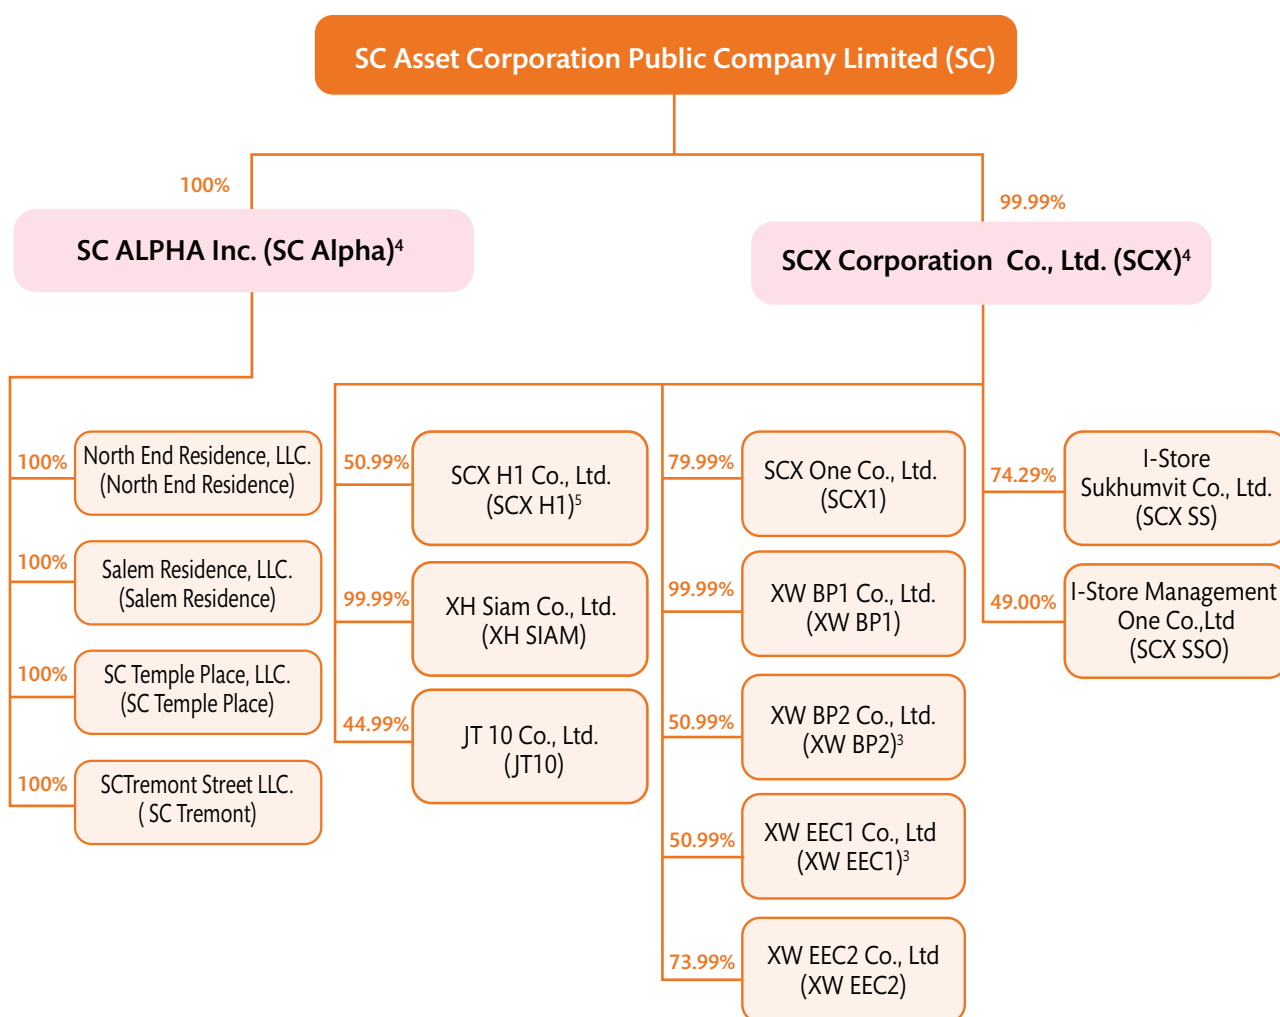 SC Asset Corporation Public Company Limited (SC)
100%
99.99%
SC ALPHA Inc. (SC Alpha)⁴
SCX Corporation Co., Ltd. (SCX)⁴
100%
North End Residence, LLC.
(North End Residence)
100%
Salem Residence, LLC.
(Salem Residence)
100%
SC Temple Place, LLC.
(SC Temple Place)
100%
SCTremont Street LLC.
( SC Tremont)
50.99%
SCX H1 Co., Ltd.
(SCX H1)⁵
99.99%
XH Siam Co., Ltd.
(XH SIAM)
44.99%
JT 10 Co., Ltd.
(JT10)
79.99%
SCX One Co., Ltd.
(SCX1)
99.99%
XW BP1 Co., Ltd.
(XW BP1)
50.99%
XW BP2 Co., Ltd.
(XW BP2)³
50.99%
XW EEC1 Co., Ltd
(XW EEC1)³
73.99%
XW EEC2 Co., Ltd
(XW EEC2)
74.29%
I-Store
Sukhumvit Co., Ltd.
(SCX SS)
49.00%
I-Store Management
One Co.,Ltd
(SCX SSO)